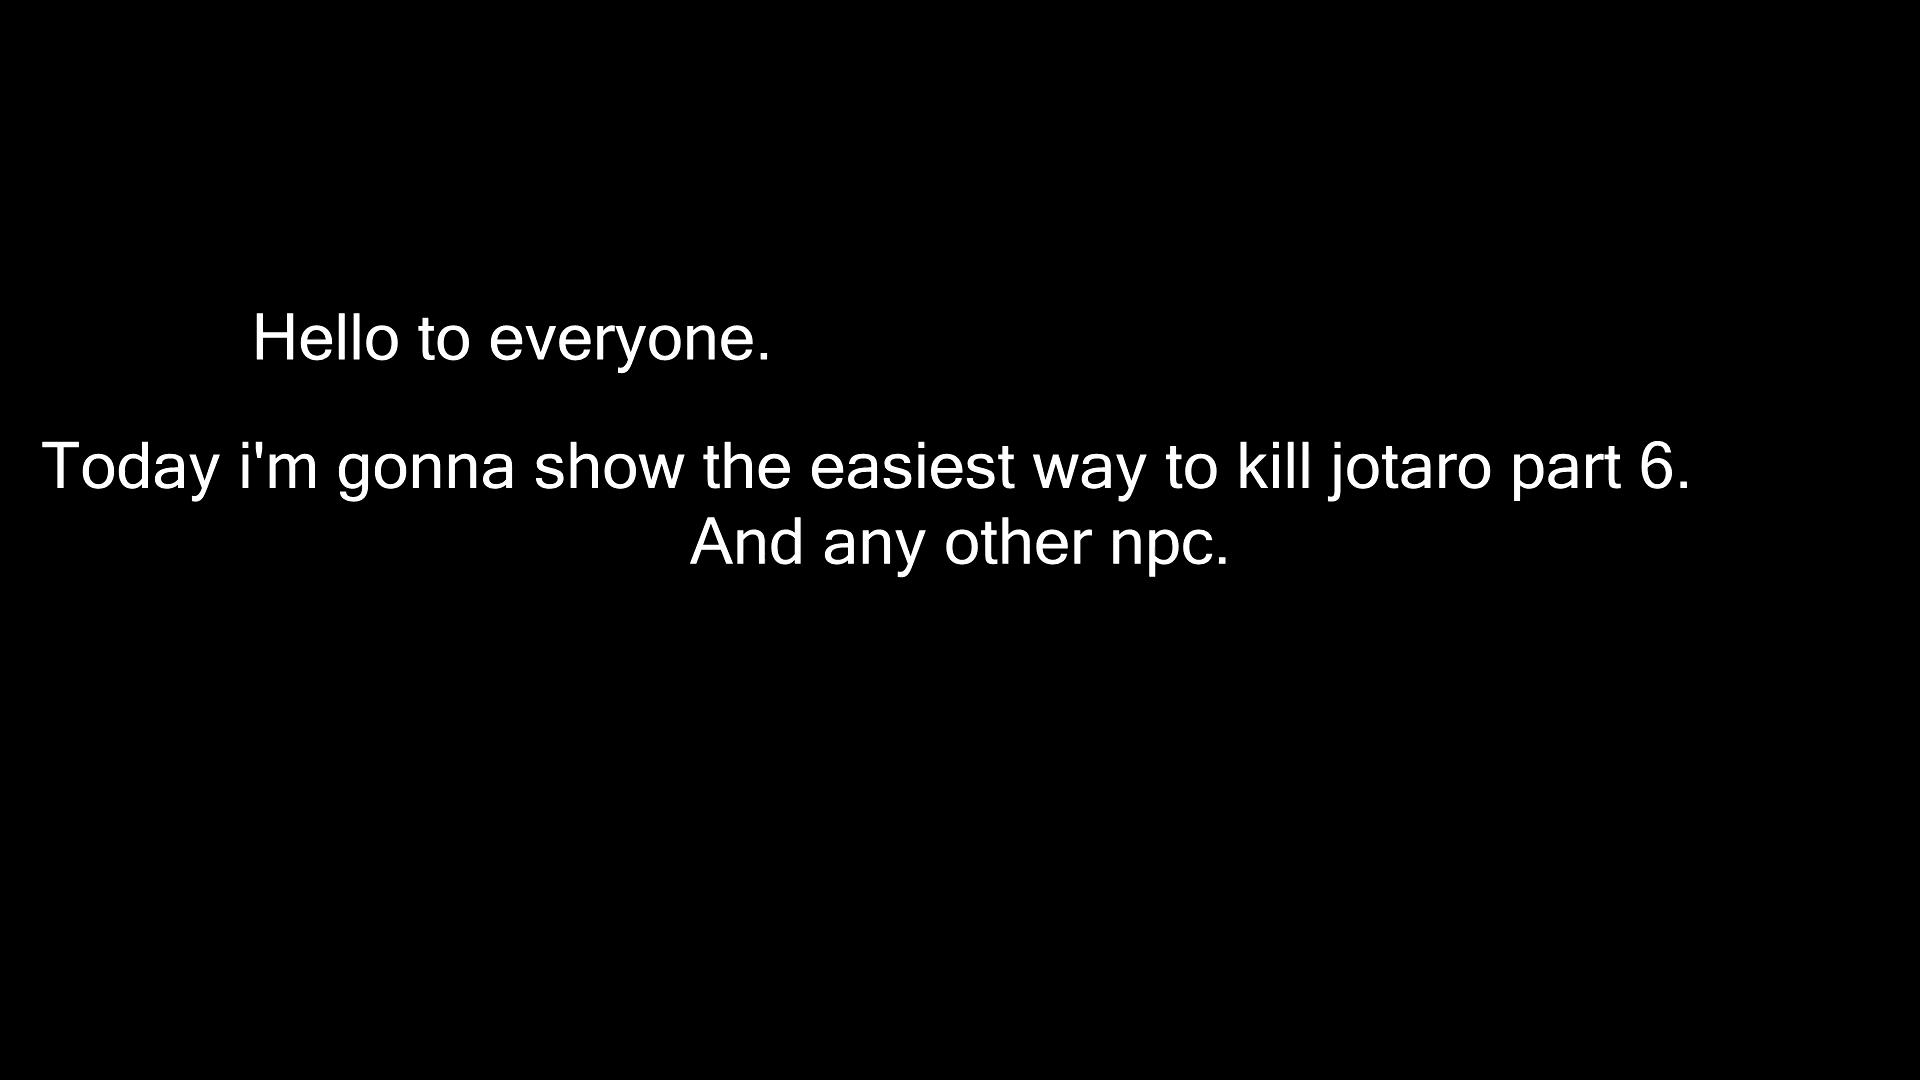 Hello to everyone.
Today i'm gonna show the easiest way to kill jotaro part 6.
And any other npc.